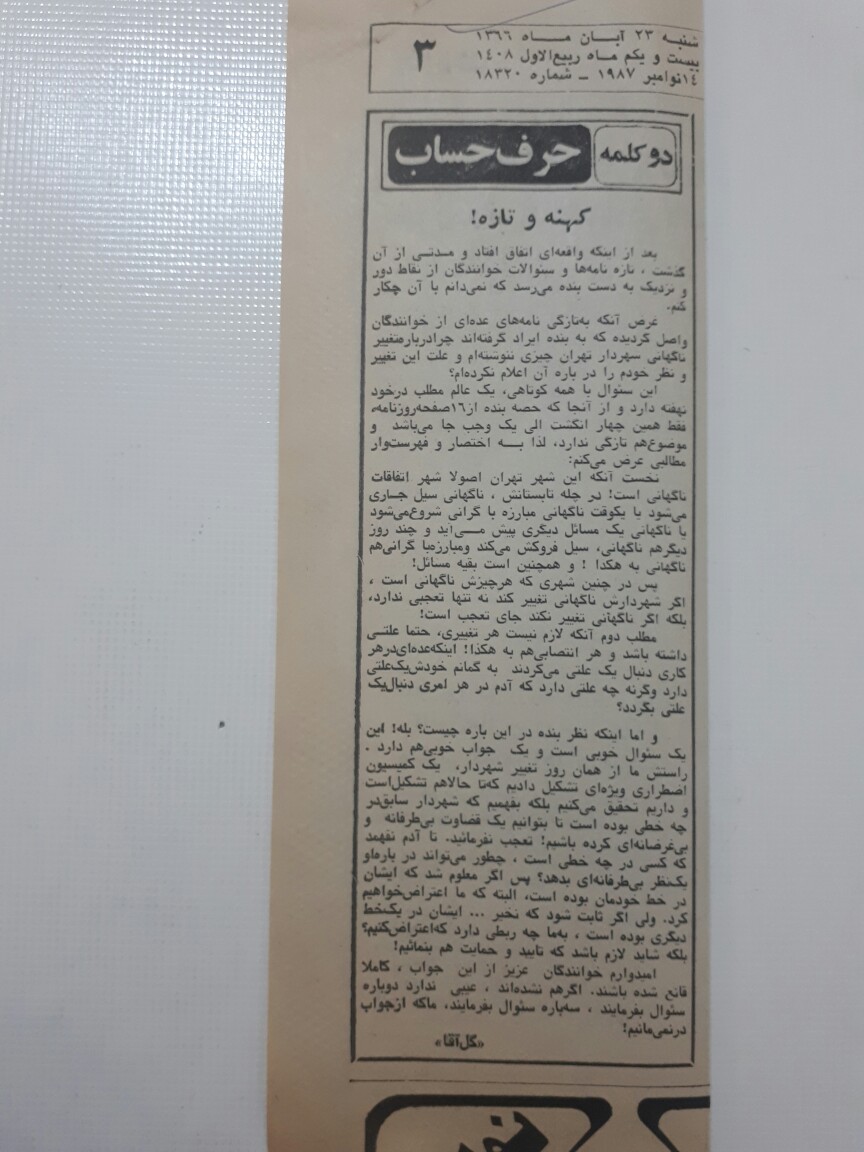 شنبه ۲۳ آبان ماه ۱۳۶۶
بیست و یکم ماه ربیع‌الاول ۱۴۰۸
۱۴ نوامبر ۱۹۸۷ ـ شماره ۱۸۳۲۰
۳
دو کلمه حرف حساب
کهنه و تازه!
بعد از اینکه واقعه‌ای اتفاق افتاد و مدتی از آن
گذشت ، تازه نامه‌ها و سئوالات خوانندگان از نقاط دور
و نزدیک به دست بنده می‌رسد که نمی‌دانم با آن چکار
کنم.
غرض آنکه به‌تازگی نامه‌های عده‌ای از خوانندگان
واصل گردیده که به بنده ایراد گرفته‌اند چرا درباره‌تغییر
ناگهانی شهردار تهران چیزی ننوشته‌ام و علت این تغییر
و نظر خودم را در باره آن اعلام نکرده‌ام؟
این سئوال با همه کوتاهی، یک عالم مطلب درخود
نهفته دارد و از آنجا که حصه بنده از۱۶صفحه‌روزنامه،
فقط همین چهار انگشت الی یک وجب جا می‌باشد و
موضوع‌هم تازگی ندارد، لذا به اختصار و فهرست‌وار
مطالبی عرض می‌کنم:
نخست آنکه این شهر تهران اصولا شهر اتفاقات
ناگهانی است! در چله تابستانش ، ناگهانی سیل جاری
می‌شود یا یکوقت ناگهانی مبارزه با گرانی شروع‌می‌شود
یا ناگهانی یک مسائل دیگری پیش می‌اید و چند روز
دیگرهم ناگهانی، سیل فروکش می‌کند ومبارزه‌با گرانی‌هم
ناگهانی به هکذا ! و همچنین است بقیه مسائل!
پس در چنین شهری که هرچیزش ناگهانی است ،
اگر شهردارش ناگهانی تغییر کند نه تنها تعجبی ندارد،
بلکه اگر ناگهانی تغییر نکند جای تعجب است!
مطلب دوم آنکه لازم نیست هر تغییری، حتما علتی
داشته باشد و هر انتصابی‌هم به هکذا! اینکه‌عده‌ای‌درهر
کاری دنبال یک علتی می‌گردند به گمانم خودش‌یک‌علتی
دارد وگرنه چه علتی دارد که آدم در هر امری دنبال‌یک
علتی بگردد؟
و اما اینکه نظر بنده در این باره چیست؟ بله! این
یک سئوال خوبی است و یک جواب خوبی‌هم دارد .
راستش ما از همان روز تغییر شهردار، یک کمیسیون
اضطراری ویژه‌ای تشکیل دادیم که‌تا حالاهم تشکیل‌است
و داریم تحقیق می‌کنیم بلکه بفهمیم که شهردار سابق‌در
چه خطی بوده است تا بتوانیم یک قضاوت بی‌طرفانه و
بی‌غرضانه‌ای کرده باشیم! تعجب نفرمائید. تا آدم نفهمد
که کسی در چه خطی است ، چطور می‌تواند در باره‌او
یک‌نظر بی‌طرفانه‌ای بدهد؟ پس اگر معلوم شد که ایشان
در خط خودمان بوده است، البته که ما اعتراض‌خواهیم
کرد. ولی اگر ثابت شود که نخیر ... ایشان در یک‌خط
دیگری بوده است ، به‌ما چه ربطی دارد که‌اعتراض‌کنیم؟
بلکه شاید لازم باشد که تایید و حمایت هم بنمائیم!
امیدوارم خوانندگان عزیز از این جواب ، کاملا
قانع شده باشند. اگرهم نشده‌اند ، عیبی ندارد دوباره
سئوال بفرمایند ، سه‌باره سئوال بفرمایند، ماکه ازجواب
درنمی‌مانیم!
«گل‌آقا»